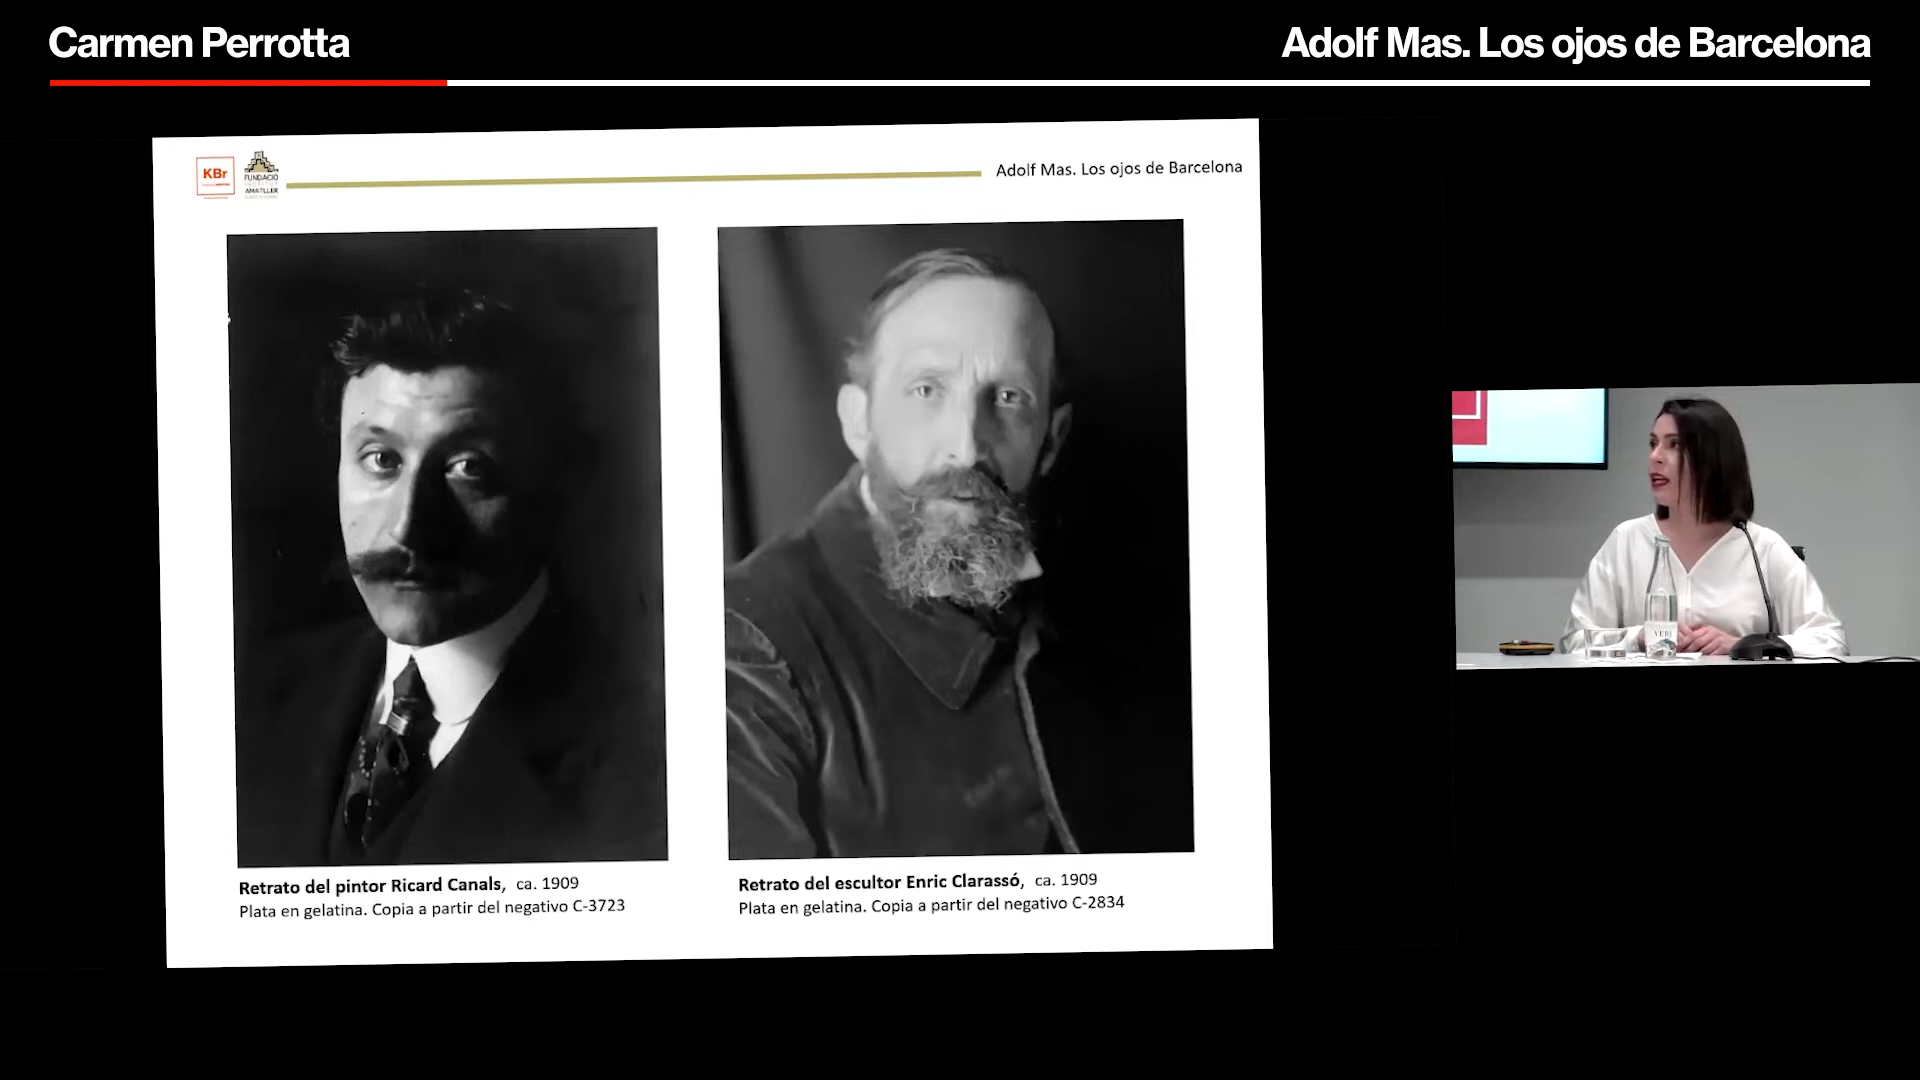 Carmen Perrotta
Adolf Mas. Los ojos de Barcelona
KBr
FUNDACIÓ
INSTITUT
AMATLLER
Adolf Mas. Los ojos de Barcelona
Retrato del pintor Ricard Canals, ca. 1909
Plata en gelatina. Copia a partir del negativo C-3723
Retrato del escultor Enric Clarassó, ca. 1909
Plata en gelatina. Copia a partir del negativo C-2834
VERI